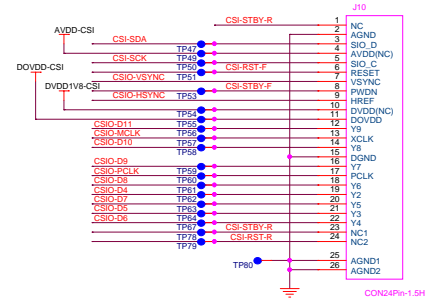 J10
CSI-STBY-R 1 NC
AVDD-CSI 2 AGND
CSI-SDA TP47 3 SIO_D
4 AVDD(NC)
CSI-SCK TP49 5 SIO_C
DOVDD-CSI TP50 CSI-RST-F 6 RESET
CSIO-VSYNC TP51 7 VSYNC
DVDD1V8-CSI CSI-STBY-F 8 PWDN
CSIO-HSYNC TP53 9 HREF
10 DVDD(NC)
TP54 11 DOVDD
CSIO-D11 TP55 12 Y9
CSIO-MCLK TP56 13 XCLK
CSIO-D10 TP57 14 Y8
TP58 15 DGND
CSIO-D9 16 Y7
CSIO-PCLK TP59 17 PCLK
CSIO-D8 TP60 18 Y6
CSIO-D4 TP61 19 Y2
CSIO-D7 TP62 20 Y5
CSIO-D5 TP63 21 Y3
CSIO-D6 TP64 22 Y4
TP67 CSI-STBY-R 23 NC1
TP78 CSI-RST-R 24 NC2
TP79
25 AGND1
TP80 26 AGND2
CON24Pin-1.5H